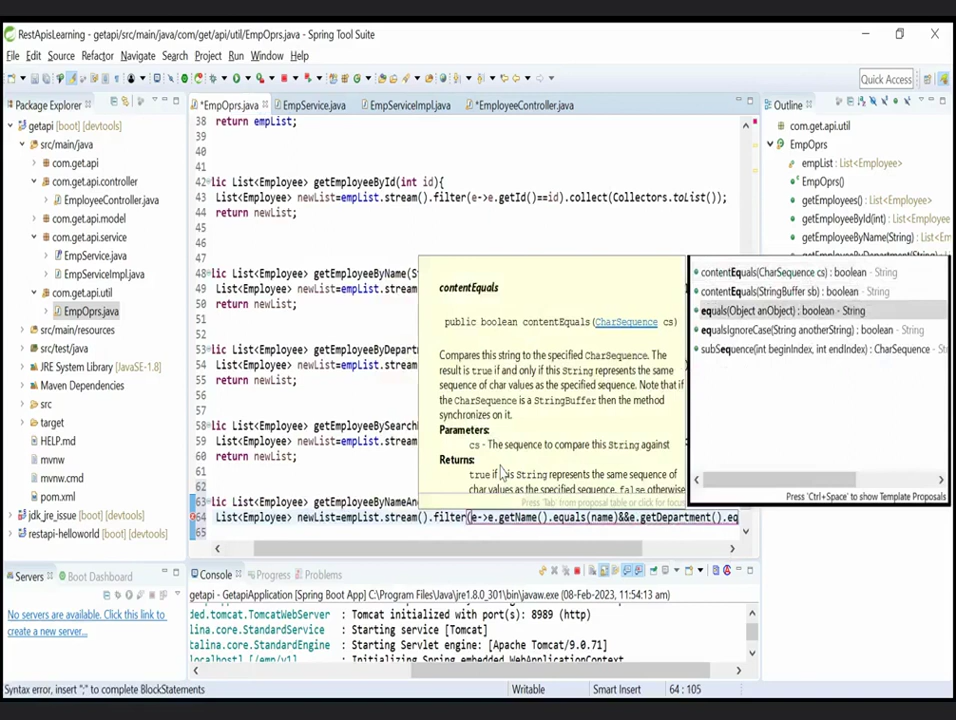 RestApisLearning - getapi/src/main/java/com/get/api/util/EmpOprs.java - Spring Tool Suite
File Edit Source Refactor Navigate Search Project Run Window Help
Quick Access
Package Explorer
getapi [boot] [devtools]
src/main/java
com.get.api
com.get.api.controller
EmployeeController.java
com.get.api.model
com.get.api.service
EmpService.java
EmpServiceImpl.java
com.get.api.util
EmpOprs.java
src/main/resources
src/test/java
JRE System Library [JavaSE-1.8]
Maven Dependencies
src
target
HELP.md
mvnw
mvnw.cmd
pom.xml
jdk_jre_issue
restapi-helloworld [boot]
*EmpOprs.java EmpService.java EmpServiceImpl.java *EmployeeController.java
38 return empList;
39
40
41
42 lic List<Employee> getEmployeeById(int id){
43 List<Employee> newList=empList.stream().filter(e->e.getId()==id).collect(Collectors.toList());
44 return newList;
45
46
47
48 lic List<Employee> getEmployeeByName(St
49 List<Employee> newList=empList.stream()
50 return newList;
51
52
53 lic List<Employee> getEmployeeByDepart
54 List<Employee> newList=empList.stream()
55 return newList;
56
57
58 lic List<Employee> getEmployeeBySearch
59 List<Employee> newList=empList.stream()
60 return newList;
61
62
63 lic List<Employee> getEmployeeByNameAn
64 List<Employee> newList=empList.stream().filter(e->e.getName().equals(name)&&e.getDepartment().eq
65
contentEquals
public boolean contentEquals(CharSequence cs)
Compares this string to the specified CharSequence. The
result is true if and only if this String represents the same
sequence of char values as the specified sequence. Note that if
the CharSequence is a StringBuffer then the method
synchronizes on it.
Parameters:
cs - The sequence to compare this String against
Returns:
true if this String represents the same sequence of
char values as the specified sequence, false otherwise
Press 'Tab' from proposal table or click for focus
contentEquals(CharSequence cs) : boolean - String
contentEquals(StringBuffer sb) : boolean - String
equals(Object anObject) : boolean - String
equalsIgnoreCase(String anotherString) : boolean - String
subSequence(int beginIndex, int endIndex) : CharSequence - St
Press 'Ctrl+Space' to show Template Proposals
Outline
com.get.api.util
EmpOprs
empList : List<Employee>
EmpOprs()
getEmployees() : List<Employee>
getEmployeeById(int) : List<Employee
getEmployeeByName(String) : List<Em
Servers Boot Dashboard
No servers are available. Click this link to
create a new server...
Console Progress Problems
getapi - GetapiApplication [Spring Boot App] C:\Program Files\Java\jre1.8.0_301\bin\javaw.exe (08-Feb-2023, 11:54:13 am)
ded.tomcat.TomcatWebServer : Tomcat initialized with port(s): 8989 (http)
alina.core.StandardService : Starting service [Tomcat]
atalina.core.StandardEngine : Starting Servlet engine: [Apache Tomcat/9.0.71]
localhost].[/emp/v1] : Initializing Spring embedded WebApplicationContext
Syntax error, insert ";" to complete BlockStatements
Writable Smart Insert 64 : 105